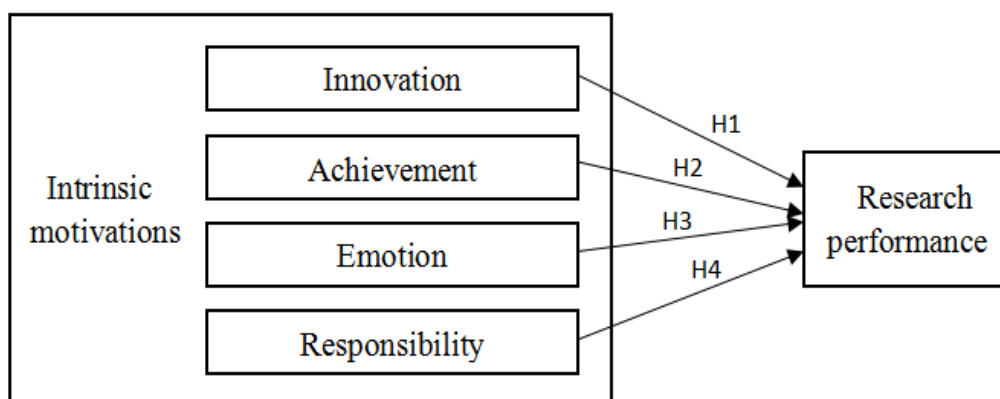 Intrinsic
motivations
Innovation
Achievement
Emotion
Responsibility
H1
H2
H3
H4
Research
performance